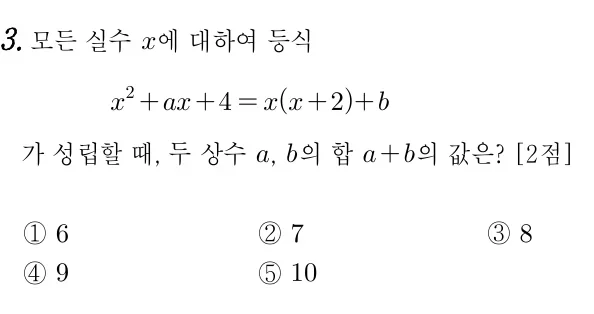 3. 모든 실수 x에 대하여 등식
x²+ax+4=x(x+2)+b
가 성립할 때, 두 상수 a, b의 합 a+b의 값은? [2점]
① 6 ② 7 ③ 8
④ 9 ⑤ 10